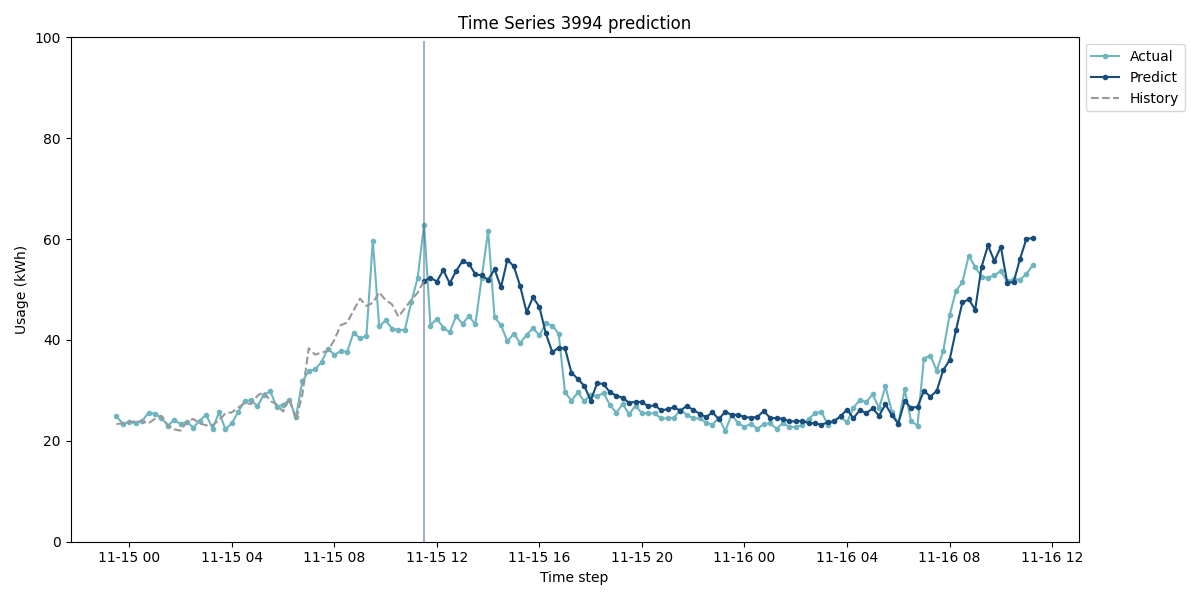 Time Series 3994 prediction
100
80
60
40
20
0
Usage (kWh)
11-15 00
11-15 04
11-15 08
11-15 12
11-15 16
11-15 20
11-16 00
11-16 04
11-16 08
11-16 12
Time step
Actual
Predict
History